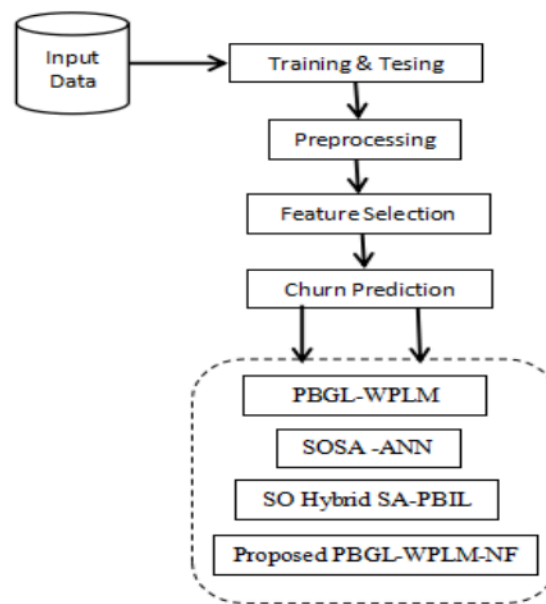 Input
Data
Training & Tesing
Preprocessing
Feature Selection
Churn Prediction
PBGL-WPLM
SOSA -ANN
SO Hybrid SA-PBIL
Proposed PBGL-WPLM-NF